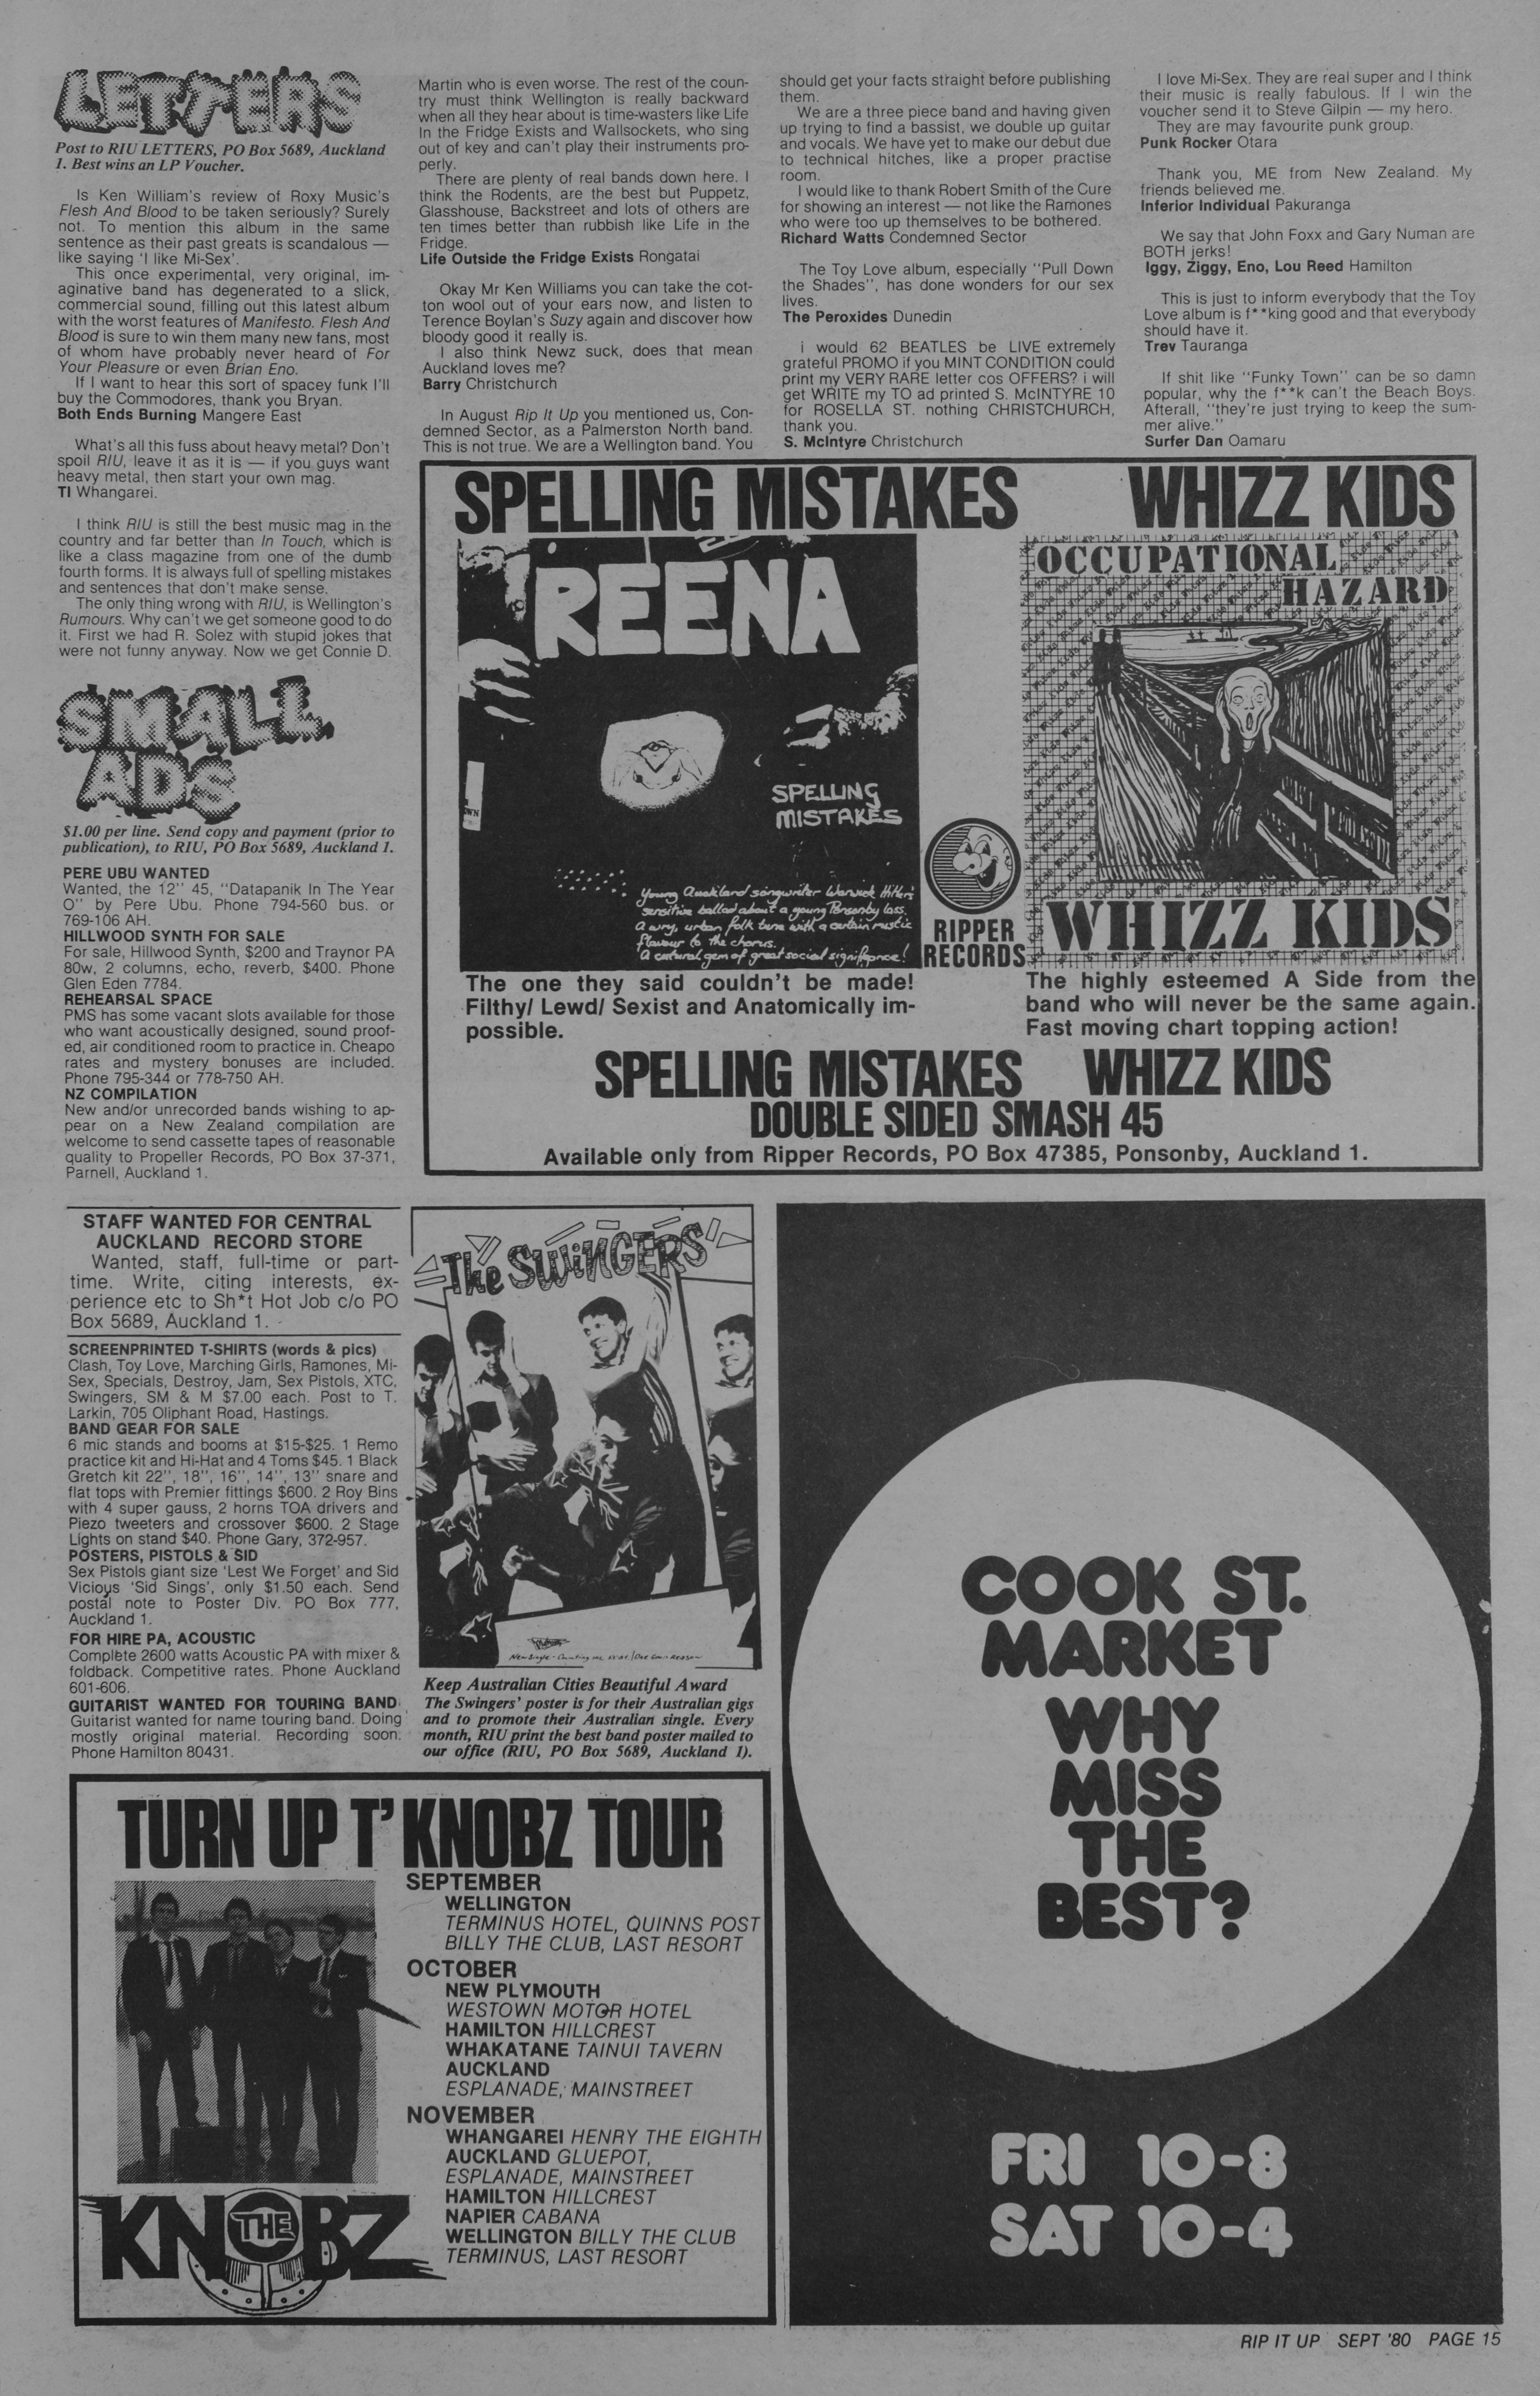 LETTERS
Post to RIU LETTERS, PO Box 5689, Auckland
1. Best wins an LP Voucher.
Is Ken William's review of Roxy Music's
Flesh And Blood to be taken seriously? Surely
not. To mention this album in the same
sentence as their past greats is scandalous —
like saying 'I like Mi-Sex'.
This once experimental, very original, im-
aginative band has degenerated to a slick,
commercial sound, filling out this latest album
with the worst features of Manifesto. Flesh And
Blood is sure to win them many new fans, most
of whom have probably never heard of For
Your Pleasure or even Brian Eno.
If I want to hear this sort of spacey funk I'll
buy the Commodores, thank you Bryan.
Both Ends Burning Mangere East
What's all this fuss about heavy metal? Don't
spoil RIU, leave it as it is — if you guys want
heavy metal, then start your own mag.
TI Whangarei.
I think RIU is still the best music mag in the
country and far better than In Touch, which is
like a class magazine from one of the dumb
fourth forms. It is always full of spelling mistakes
and sentences that don't make sense.
The only thing wrong with RIU, is Wellington's
Rumours. Why can't we get someone good to do
it. First we had R. Solez with stupid jokes that
were not funny anyway. Now we get Connie D.
Martin who is even worse. The rest of the coun-
try must think Wellington is really backward
when all they hear about is time-wasters like Life
In the Fridge Exists and Wallsockets, who sing
out of key and can't play their instruments pro-
perly.
There are plenty of real bands down here. I
think the Rodents, are the best but Puppetz,
Glasshouse, Backstreet and lots of others are
ten times better than rubbish like Life in the
Fridge.
Life Outside the Fridge Exists Rongatai
Okay Mr Ken Williams you can take the cot-
ton wool out of your ears now, and listen to
Terence Boylan's Suzy again and discover how
bloody good it really is.
I also think Newz suck, does that mean
Auckland loves me?
Barry Christchurch
In August Rip It Up you mentioned us, Con-
demned Sector, as a Palmerston North band.
This is not true. We are a Wellington band. You
should get your facts straight before publishing
them.
We are a three piece band and having given
up trying to find a bassist, we double up guitar
and vocals. We have yet to make our debut due
to technical hitches, like a proper practise
room.
I would like to thank Robert Smith of the Cure
for showing an interest — not like the Ramones
who were too up themselves to be bothered.
Richard Watts Condemned Sector
The Toy Love album, especially "Pull Down
the Shades", has done wonders for our sex
lives.
The Peroxides Dunedin
i would 62 BEATLES be LIVE extremely
grateful PROMO if you MINT CONDITION could
print my VERY RARE letter cos OFFERS? i will
get WRITE my TO ad printed S. McINTYRE 10
for ROSELLA ST. nothing CHRISTCHURCH,
thank you.
S. McIntyre Christchurch
I love Mi-Sex. They are real super and I think
their music is really fabulous. If I win the
voucher send it to Steve Gilpin — my hero.
They are may favourite punk group.
Punk Rocker Otara
Thank you, ME from New Zealand. My
friends believed me.
Inferior Individual Pakuranga
We say that John Foxx and Gary Numan are
BOTH jerks!
Iggy, Ziggy, Eno, Lou Reed Hamilton
This is just to inform everybody that the Toy
Love album is f**king good and that everybody
should have it.
Trev Tauranga
If shit like "Funky Town" can be so damn
popular, why the f**k can't the Beach Boys.
Afterall, "they're just trying to keep the sum-
mer alive."
Surfer Dan Oamaru
SMALL
ADS
$1.00 per line. Send copy and payment (prior to
publication), to RIU, PO Box 5689, Auckland 1.
PERE UBU WANTED
Wanted, the 12" 45, "Datapanik In The Year
O" by Pere Ubu. Phone 794-560 bus. or
769-106 AH.
HILLWOOD SYNTH FOR SALE
For sale, Hillwood Synth, $200 and Traynor PA
80w, 2 columns, echo, reverb, $400. Phone
Glen Eden 7784.
REHEARSAL SPACE
PMS has some vacant slots available for those
who want acoustically designed, sound proof-
ed, air conditioned room to practice in. Cheapo
rates and mystery bonuses are included.
Phone 795-344 or 778-750 AH.
NZ COMPILATION
New and/or unrecorded bands wishing to ap-
pear on a New Zealand compilation are
welcome to send cassette tapes of reasonable
quality to Propeller Records, PO Box 37-371,
Parnell, Auckland 1.
SPELLING MISTAKES WHIZZ KIDS
REENA
SPELLING
MISTAKES
Young Auckland songwriter Warwick Hitler's
sensitive ballad about a young Ponsonby lass.
A wry, urban folk tune with a certain rustic
flavour to the chorus.
A cultural gem of great social significance!
RIPPER
RECORDS
OCCUPATIONAL
HAZARD
WHIZZ KIDS
The one they said couldn't be made!
Filthy/ Lewd/ Sexist and Anatomically im-
possible.
The highly esteemed A Side from the
band who will never be the same again.
Fast moving chart topping action!
SPELLING MISTAKES WHIZZ KIDS
DOUBLE SIDED SMASH 45
Available only from Ripper Records, PO Box 47385, Ponsonby, Auckland 1.
STAFF WANTED FOR CENTRAL
AUCKLAND RECORD STORE
Wanted, staff, full-time or part-
time. Write, citing interests, ex-
perience etc to Sh*t Hot Job c/o PO
Box 5689, Auckland 1.
SCREENPRINTED T-SHIRTS (words & pics)
Clash, Toy Love, Marching Girls, Ramones, Mi-
Sex, Specials, Destroy, Jam, Sex Pistols, XTC,
Swingers, SM & M $7.00 each. Post to T.
Larkin, 705 Oliphant Road, Hastings.
BAND GEAR FOR SALE
6 mic stands and booms at $15-$25. 1 Remo
practice kit and Hi-Hat and 4 Toms $45. 1 Black
Gretch kit 22", 18", 16", 14", 13" snare and
flat tops with Premier fittings $600. 2 Roy Bins
with 4 super gauss, 2 horns TOA drivers and
Piezo tweeters and crossover $600. 2 Stage
Lights on stand $40. Phone Gary, 372-957.
POSTERS, PISTOLS & SID
Sex Pistols giant size 'Lest We Forget' and Sid
Vicious 'Sid Sings', only $1.50 each. Send
postal note to Poster Div. PO Box 777,
Auckland 1.
FOR HIRE PA, ACOUSTIC
Complete 2600 watts Acoustic PA with mixer &
foldback. Competitive rates. Phone Auckland
601-606.
GUITARIST WANTED FOR TOURING BAND
Guitarist wanted for name touring band. Doing
mostly original material. Recording soon.
Phone Hamilton 80431.
The SWiNGERS
New Single - Counting the Beat / One Good Reason
Keep Australian Cities Beautiful Award
The Swingers' poster is for their Australian gigs
and to promote their Australian single. Every
month, RIU print the best band poster mailed to
our office (RIU, PO Box 5689, Auckland 1).
TURN UP T' KNOBZ TOUR
SEPTEMBER
WELLINGTON
TERMINUS HOTEL, QUINNS POST
BILLY THE CLUB, LAST RESORT
OCTOBER
NEW PLYMOUTH
WESTOWN MOTOR HOTEL
HAMILTON HILLCREST
WHAKATANE TAINUI TAVERN
AUCKLAND
ESPLANADE, MAINSTREET
NOVEMBER
WHANGAREI HENRY THE EIGHTH
AUCKLAND GLUEPOT,
ESPLANADE, MAINSTREET
HAMILTON HILLCREST
NAPIER CABANA
WELLINGTON BILLY THE CLUB
TERMINUS, LAST RESORT
THE KNOBZ
COOK ST.
MARKET
WHY
MISS
THE
BEST?
FRI 10-8
SAT 10-4
RIP IT UP SEPT '80 PAGE 15